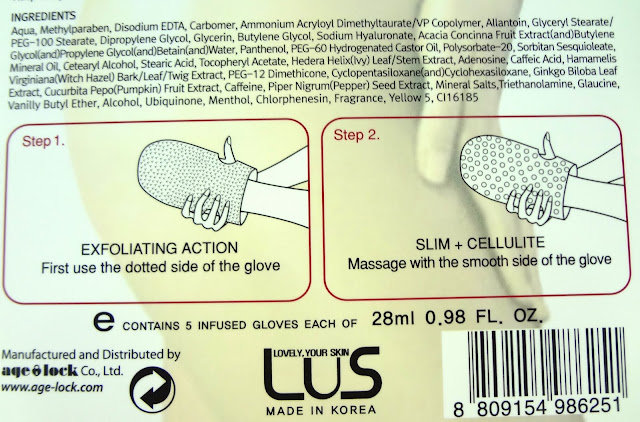 INGREDIENTS
Aqua, Methylparaben, Disodium EDTA, Carbomer, Ammonium Acryloyl Dimethyltaurate/VP Copolymer, Allantoin, Glyceryl Stearate/
PEG-100 Stearate, Dipropylene Glycol, Glycerin, Butylene Glycol, Sodium Hyaluronate, Acacia Concinna Fruit Extract(and)Butylene
Glycol(and)Propylene Glycol(and)Betain(and)Water, Panthenol, PEG-60 Hydrogenated Castor Oil, Polysorbate-20, Sorbitan Sesquioleate,
Mineral Oil, Cetearyl Alcohol, Stearic Acid, Tocopheryl Acetate, Hedera Helix(Ivy) Leaf/Stem Extract, Adenosine, Caffeic Acid, Hamamelis
Virginiana(Witch Hazel) Bark/Leaf/Twig Extract, PEG-12 Dimethicone, Cyclopentasiloxane(and)Cyclohexasiloxane, Ginkgo Biloba Leaf
Extract, Cucurbita Pepo(Pumpkin) Fruit Extract, Caffeine, Piper Nigrum(Pepper) Seed Extract, Mineral Salts,Triethanolamine, Glaucine,
Vanilly Butyl Ether, Alcohol, Ubiquinone, Menthol, Chlorphenesin, Fragrance, Yellow 5, CI16185
Step 1.
EXFOLIATING ACTION
First use the dotted side of the glove
Step 2.
SLIM + CELLULITE
Massage with the smooth side of the glove
e CONTAINS 5 INFUSED GLOVES EACH OF 28ml 0.98 FL. OZ.
Manufactured and Distributed by
age lock Co., Ltd.
www.age-lock.com
LOVELY, YOUR SKIN
LUS
MADE IN KOREA
8 809154 986251